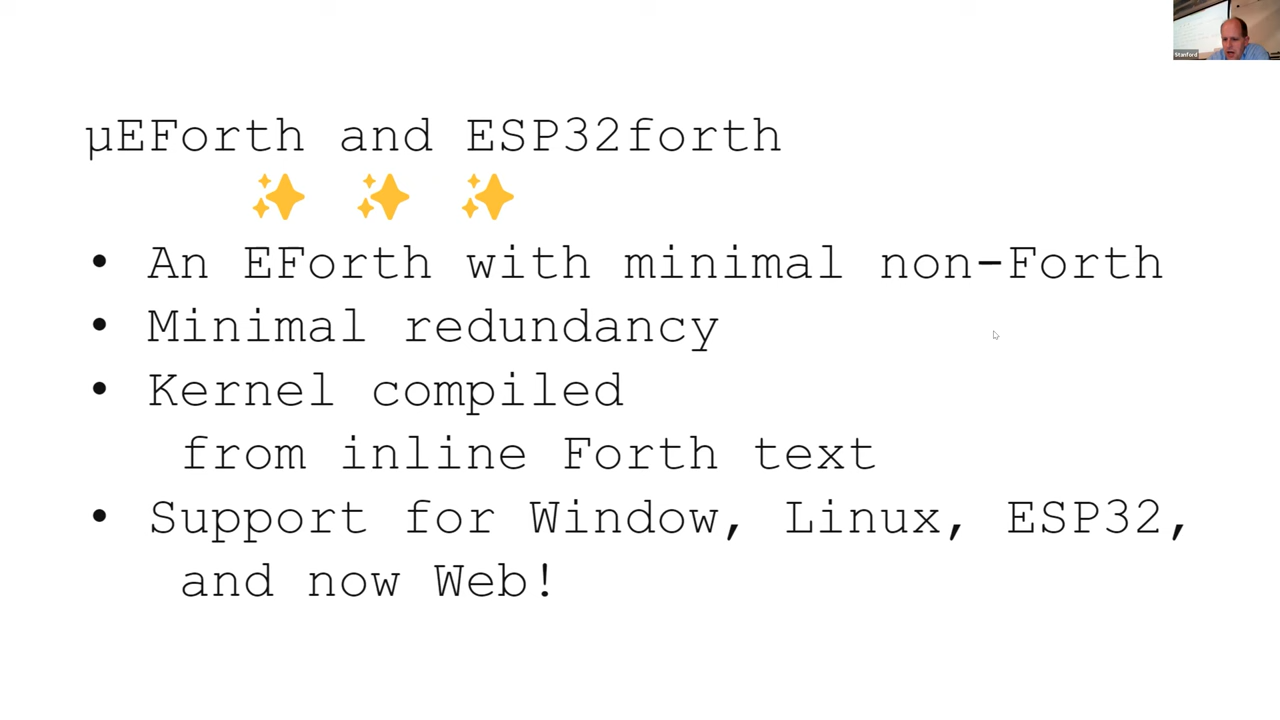 µEForth and ESP32forth
• An EForth with minimal non-Forth
• Minimal redundancy
• Kernel compiled
from inline Forth text
• Support for Window, Linux, ESP32,
and now Web!
Stanford